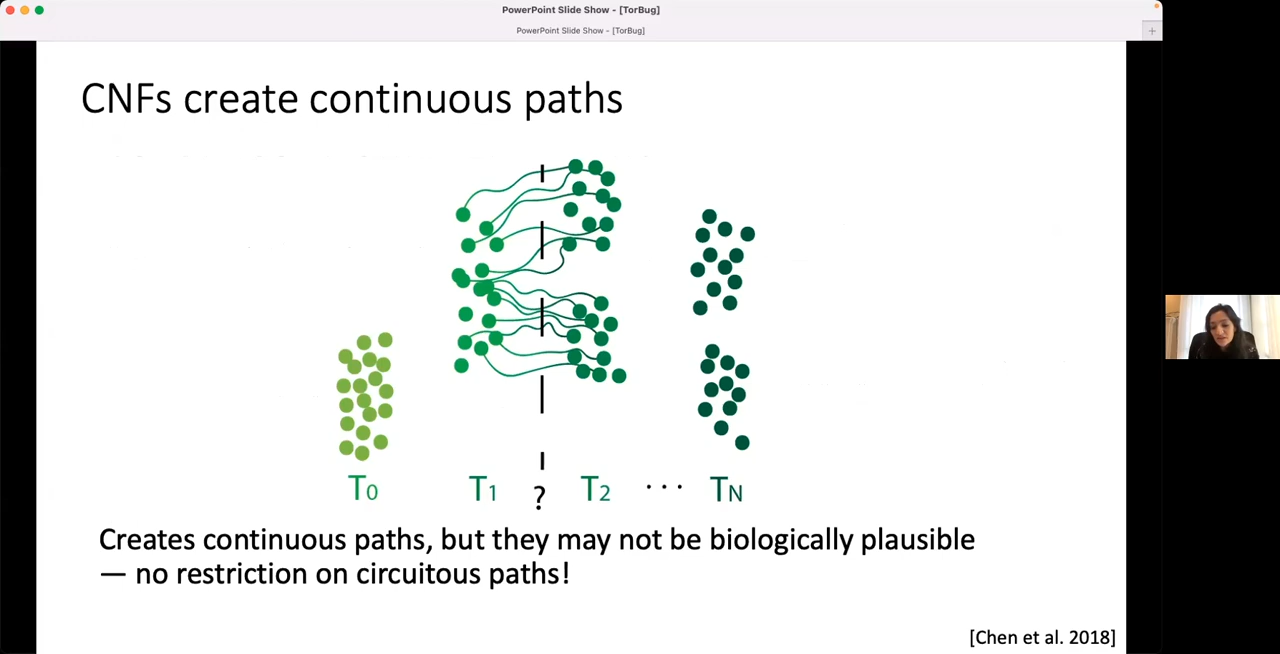 PowerPoint Slide Show - [TorBug]
PowerPoint Slide Show - [TorBug]
CNFs create continuous paths
T0 T1 ? T2 ... TN
Creates continuous paths, but they may not be biologically plausible
— no restriction on circuitous paths!
[Chen et al. 2018]